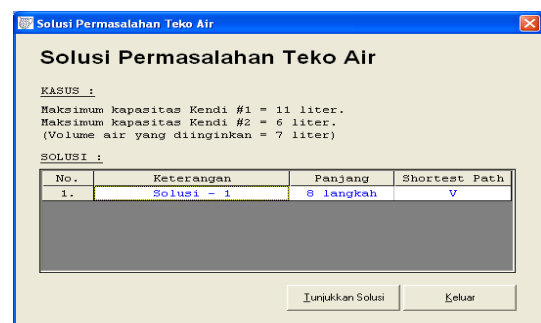 Solusi Permasalahan Teko Air
Solusi Permasalahan Teko Air
KASUS :
Maksimum kapasitas Kendi #1 = 11 liter.
Maksimum kapasitas Kendi #2 = 6 liter.
(Volume air yang diinginkan = 7 liter)
SOLUSI :
No. Keterangan Panjang Shortest Path
1. Solusi - 1 8 langkah V
Tunjukkan Solusi Keluar